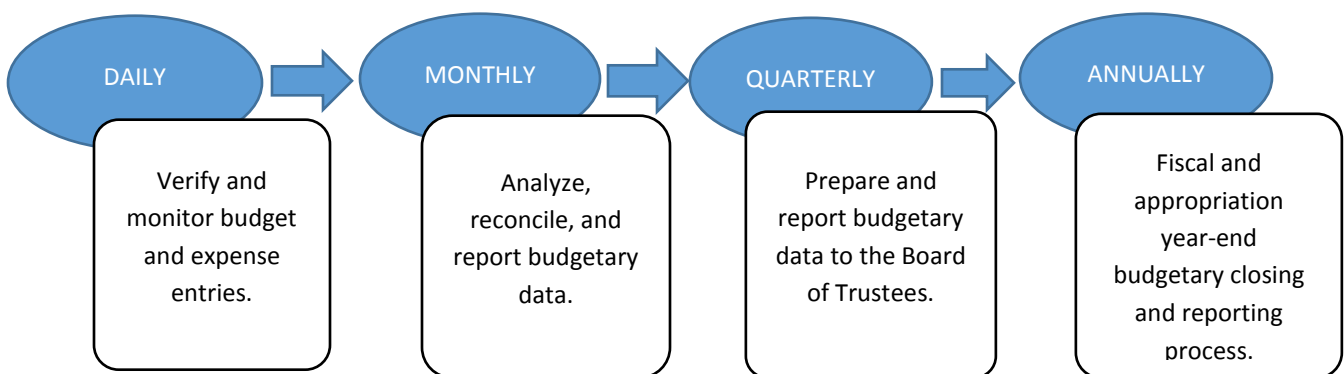 DAILY
Verify and
monitor budget
and expense
entries.
MONTHLY
Analyze,
reconcile, and
report budgetary
data.
QUARTERLY
Prepare and
report budgetary
data to the Board
of Trustees.
ANNUALLY
Fiscal and
appropriation
year-end
budgetary closing
and reporting
process.